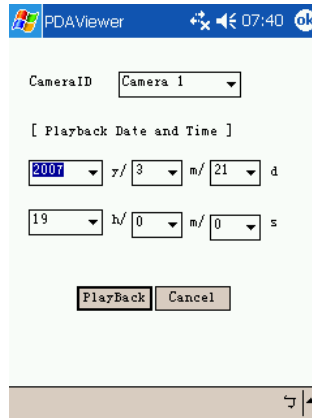 PDAViewer 07:40 ok
CameraID Camera 1
[ Playback Date and Time ]
2007 y/ 3 m/ 21 d
19 h/ 0 m/ 0 s
PlayBack Cancel